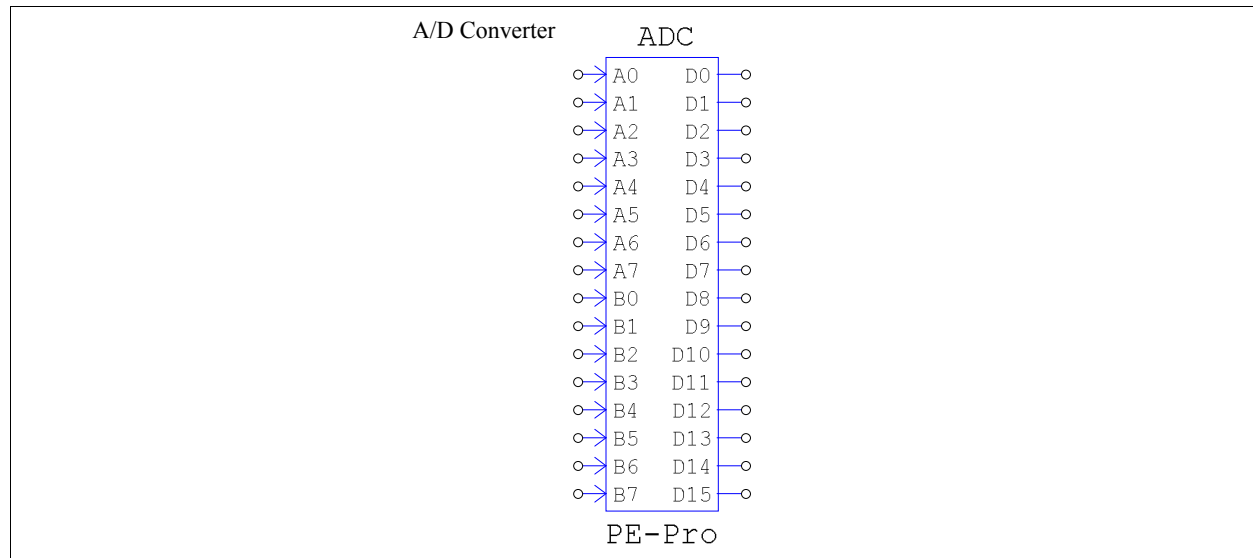 A/D Converter
ADC
A0 D0
A1 D1
A2 D2
A3 D3
A4 D4
A5 D5
A6 D6
A7 D7
B0 D8
B1 D9
B2 D10
B3 D11
B4 D12
B5 D13
B6 D14
B7 D15
PE-Pro